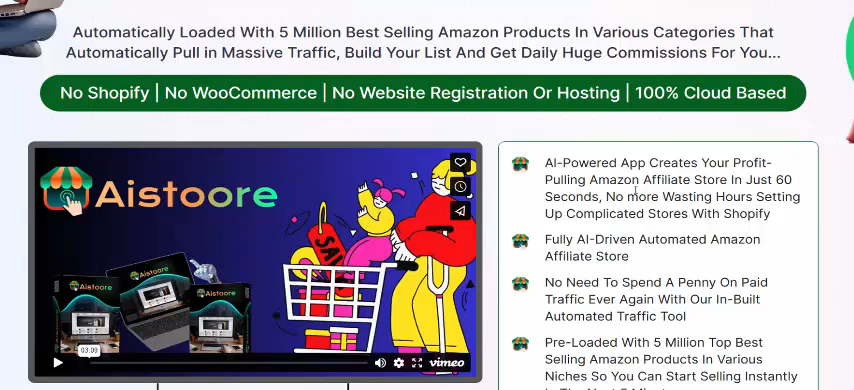 Automatically Loaded With 5 Million Best Selling Amazon Products In Various Categories That
Automatically Pull in Massive Traffic, Build Your List And Get Daily Huge Commissions For You...
No Shopify | No WooCommerce | No Website Registration Or Hosting | 100% Cloud Based
Aistoore
SALE
Aistoore
Aistoore
Aistoore
03:09
vimeo
AI-Powered App Creates Your Profit-
Pulling Amazon Affiliate Store In Just 60
Seconds, No more Wasting Hours Setting
Up Complicated Stores With Shopify
Fully AI-Driven Automated Amazon
Affiliate Store
No Need To Spend A Penny On Paid
Traffic Ever Again With Our In-Built
Automated Traffic Tool
Pre-Loaded With 5 Million Top Best
Selling Amazon Products In Various
Niches So You Can Start Selling Instantly